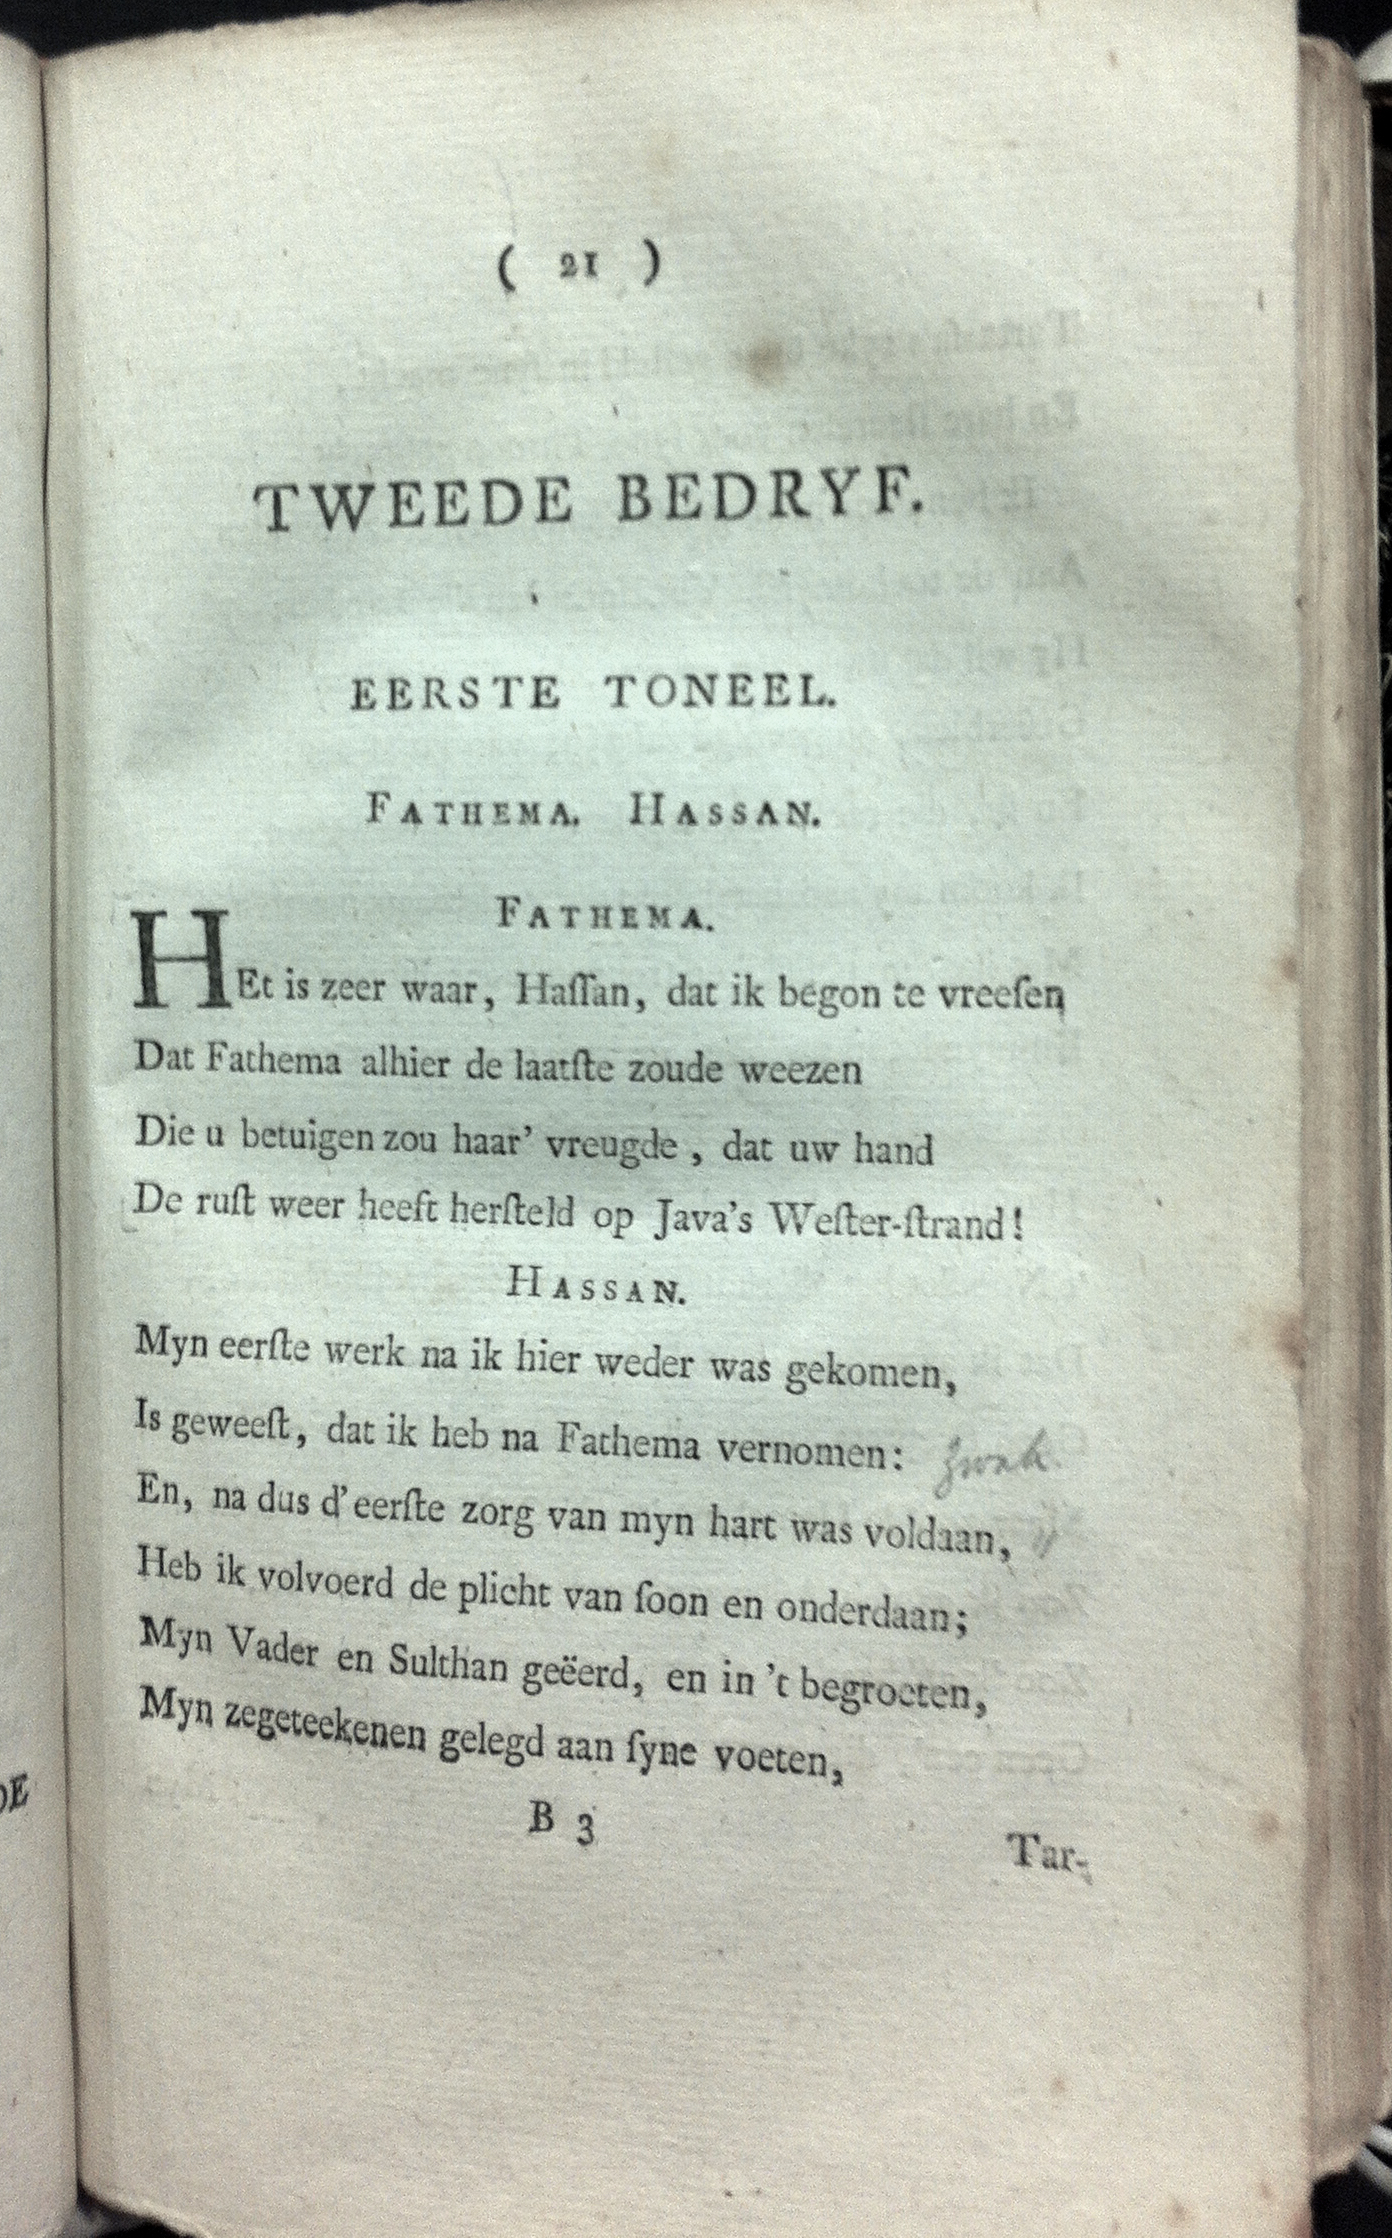 ( 21 )
TWEEDE BEDRYF.
EERSTE TONEEL.
FATHEMA. HASSAN.
FATHEMA.
HEt is zeer waar, Haſſan, dat ik begon te vreeſen
Dat Fathema alhier de laatſte zoude weezen
Die u betuigen zou haar' vreugde, dat uw hand
De ruſt weer heeft herſteld op Java's Weſter-ſtrand!
HASSAN.
Myn eerſte werk na ik hier weder was gekomen,
Is geweeſt, dat ik heb na Fathema vernomen: zwak
En, na dus d'eerſte zorg van myn hart was voldaan,
Heb ik volvoerd de plicht van ſoon en onderdaan;
Myn Vader en Sulthan geëerd, en in 't begroeten,
Myn zegeteekenen gelegd aan ſyne voeten,
B 3
Tar-
DE